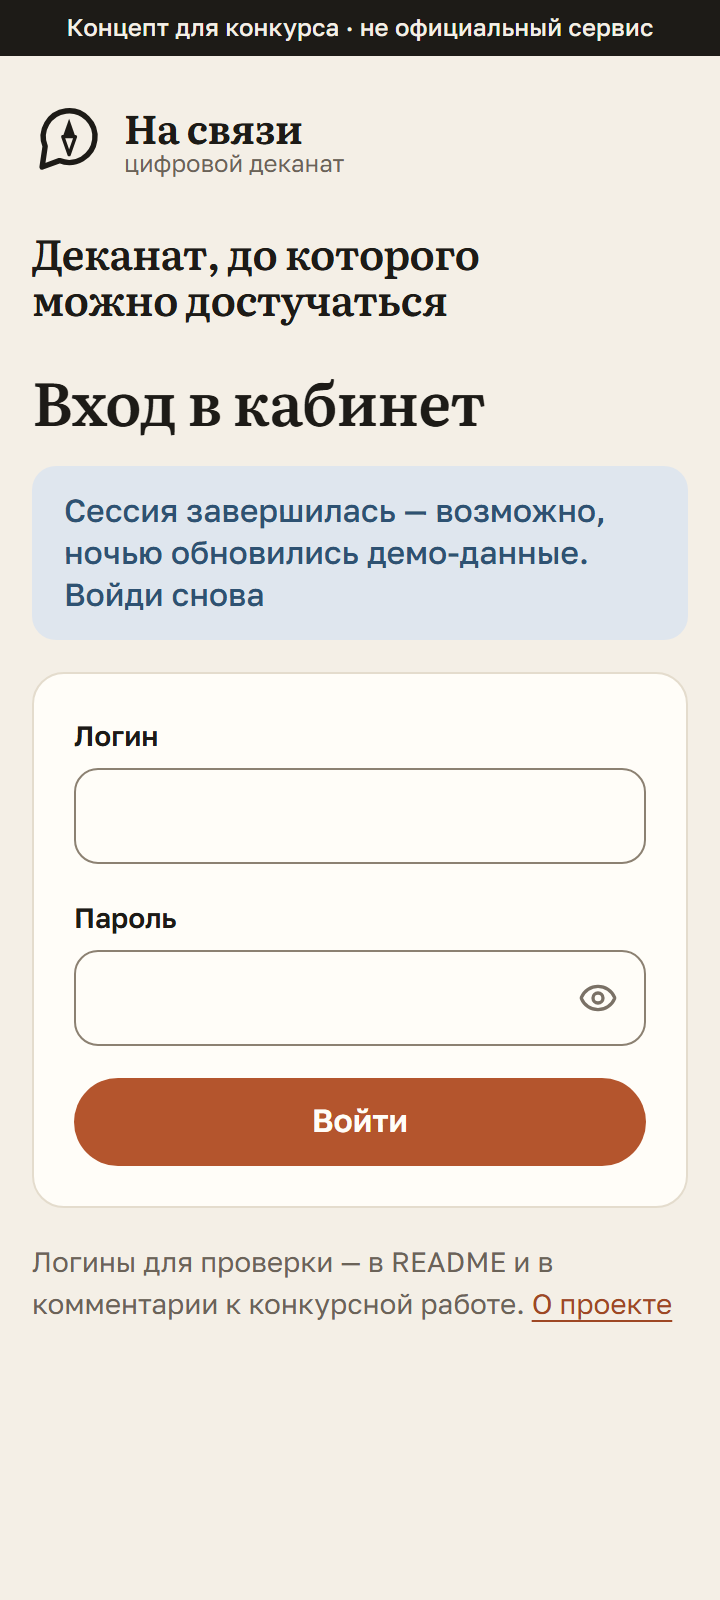 Концепт для конкурса · не официальный сервис
На связи
цифровой деканат
Деканат, до которого
можно достучаться
Вход в кабинет
Сессия завершилась — возможно,
ночью обновились демо-данные.
Войди снова
Логин
Пароль
Войти
Логины для проверки — в README и в
комментарии к конкурсной работе. О проекте